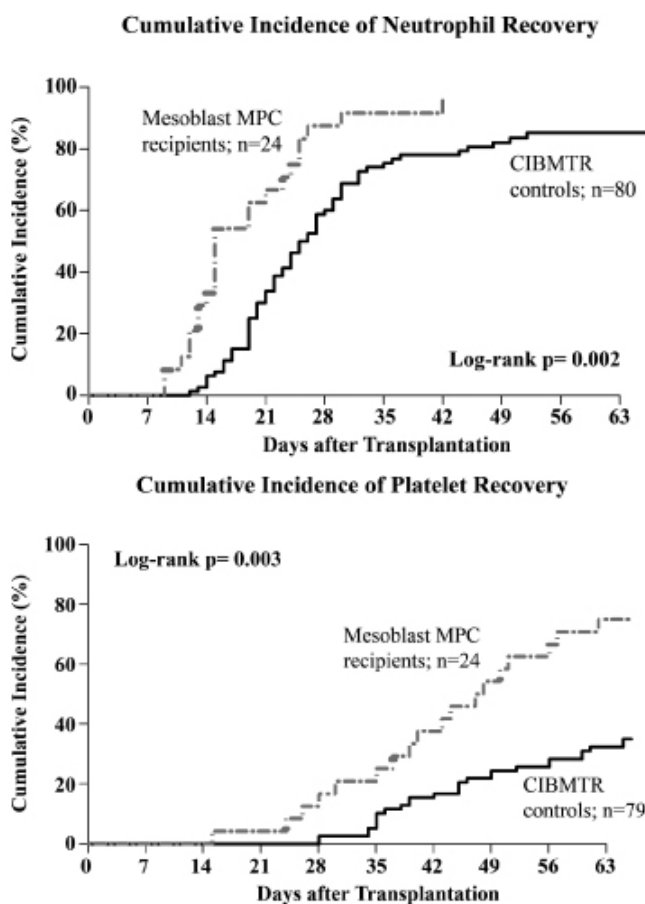 Cumulative Incidence of Neutrophil Recovery
Cumulative Incidence (%)
100
80
60
40
20
0
Mesoblast MPC
recipients; n=24
CIBMTR
controls; n=80
Log-rank p= 0.002
0 7 14 21 28 35 42 49 56 63
Days after Transplantation
Cumulative Incidence of Platelet Recovery
Cumulative Incidence (%)
100
80
60
40
20
0
Log-rank p= 0.003
Mesoblast MPC
recipients; n=24
CIBMTR
controls; n=79
0 7 14 21 28 35 42 49 56 63
Days after Transplantation